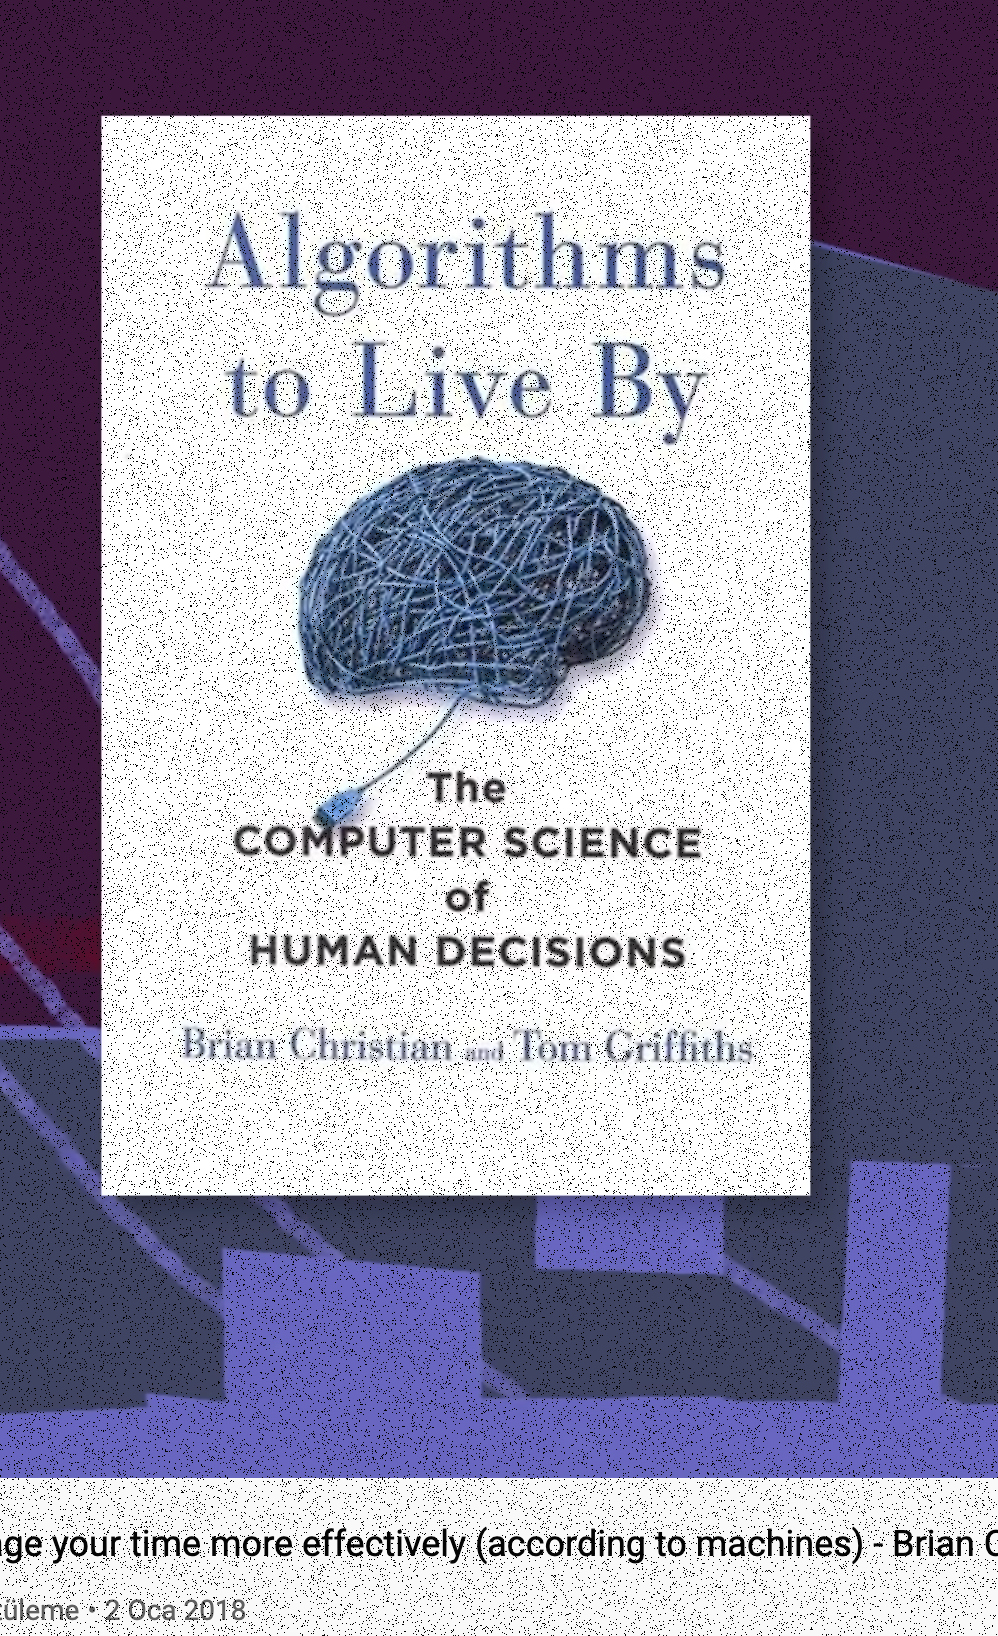 Algorithms
to Live By
The
COMPUTER SCIENCE
of
HUMAN DECISIONS
Brian Christian and Tom Griffiths
ge your time more effectively (according to machines) - Brian
üleme • 2 Oca 2018